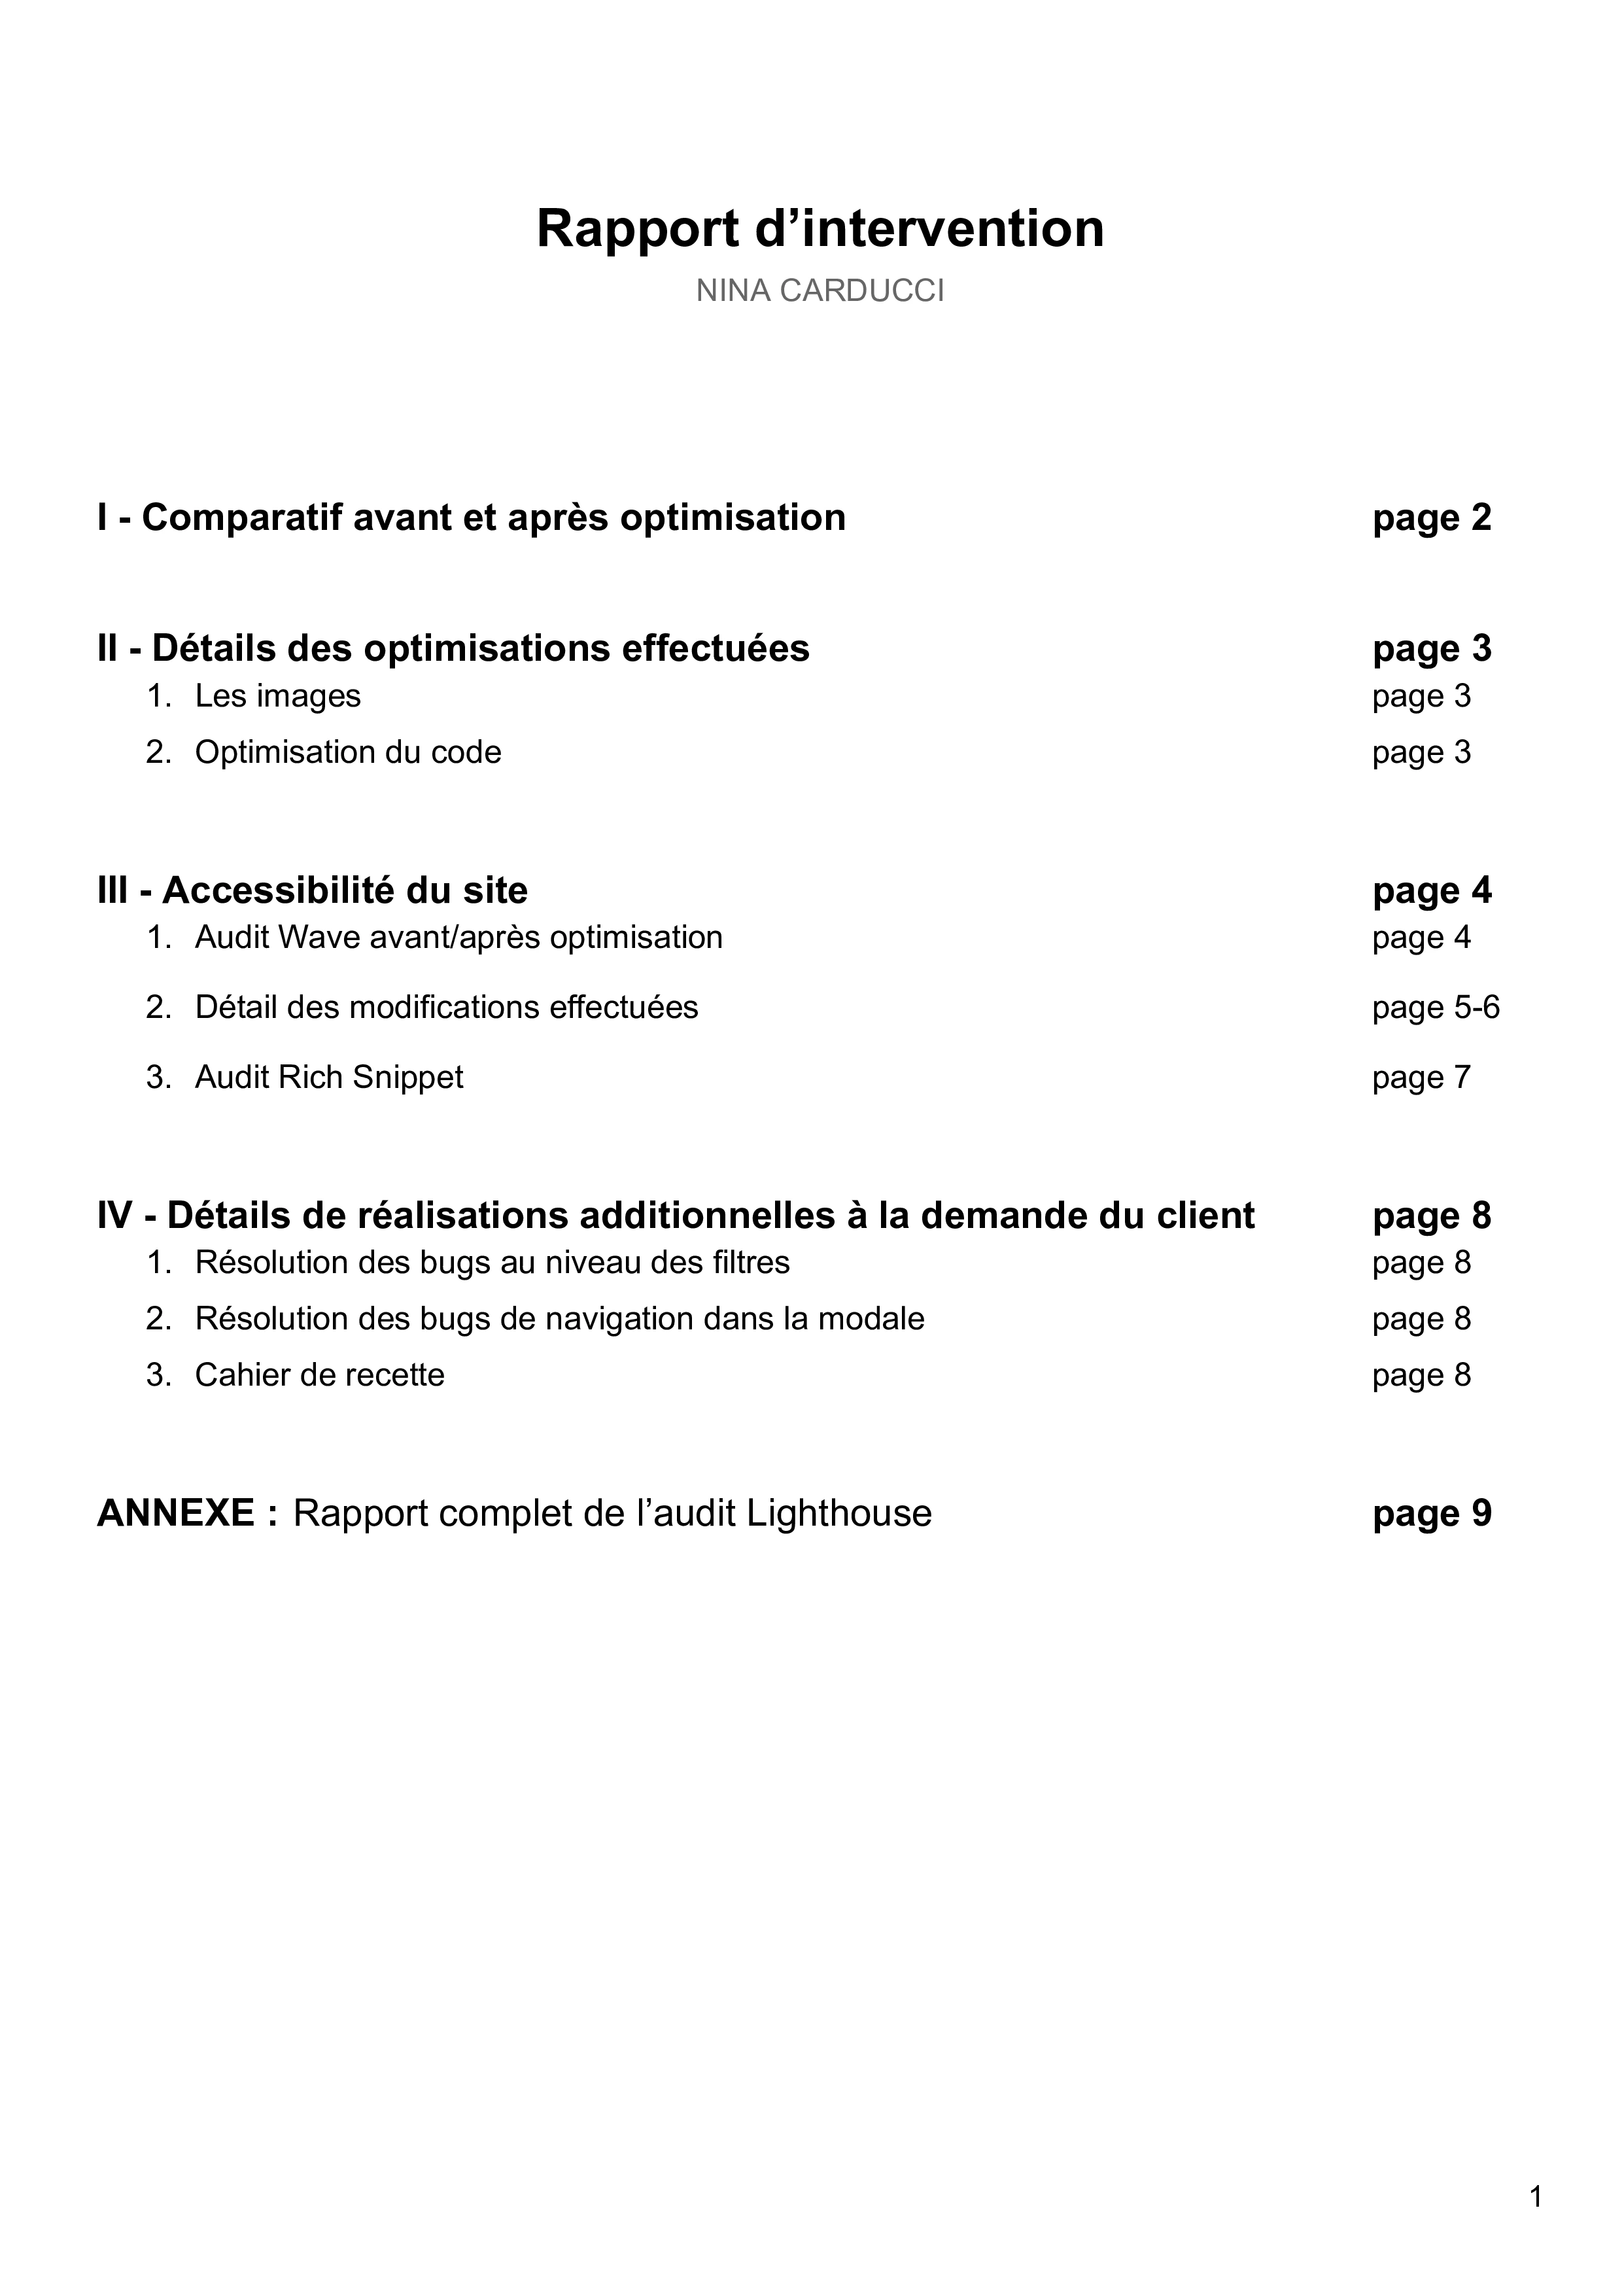 Rapport d’intervention
NINA CARDUCCI
I - Comparatif avant et après optimisation page 2
II - Détails des optimisations effectuées page 3
1. Les images page 3
2. Optimisation du code page 3
III - Accessibilité du site page 4
1. Audit Wave avant/après optimisation page 4
2. Détail des modifications effectuées page 5-6
3. Audit Rich Snippet page 7
IV - Détails de réalisations additionnelles à la demande du client page 8
1. Résolution des bugs au niveau des filtres page 8
2. Résolution des bugs de navigation dans la modale page 8
3. Cahier de recette page 8
ANNEXE : Rapport complet de l’audit Lighthouse page 9
1